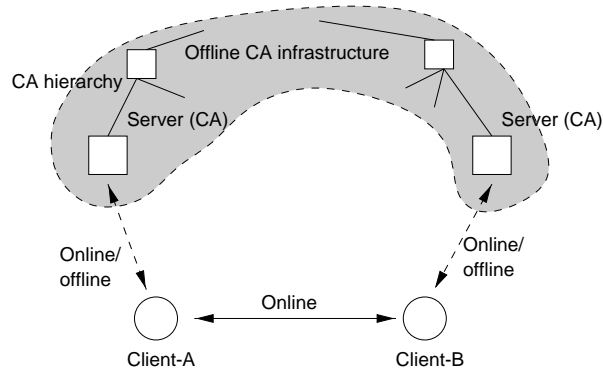 Offline CA infrastructure
CA hierarchy
Server (CA)
Server (CA)
Online/
offline
Online/
offline
Online
Client-A
Client-B